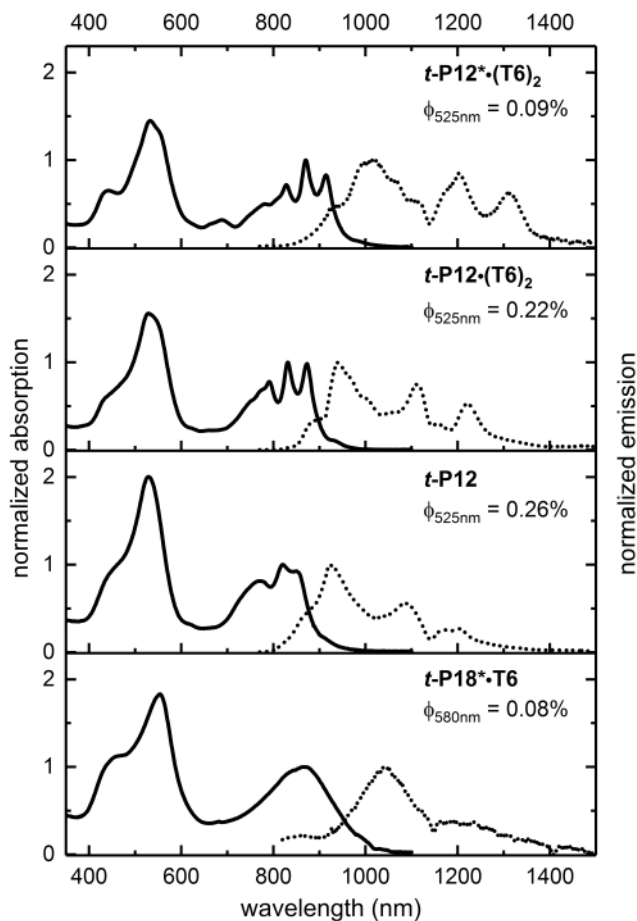 400 600 800 1000 1200 1400
normalized absorption
normalized emission
2
1
0
t-P12*•(T6)₂
ϕ525nm = 0.09%
2
1
0
t-P12•(T6)₂
ϕ525nm = 0.22%
2
1
0
t-P12
ϕ525nm = 0.26%
2
1
0
t-P18*•T6
ϕ580nm = 0.08%
400 600 800 1000 1200 1400
wavelength (nm)